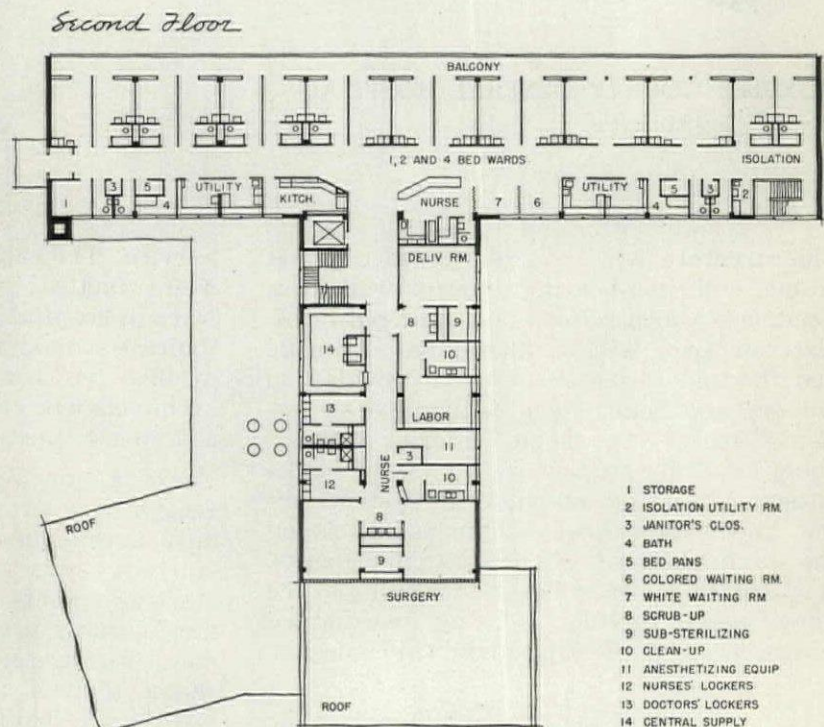 Second Floor
BALCONY
1, 2 AND 4 BED WARDS
ISOLATION
3
5
UTILITY
KITCH.
NURSE
7
6
UTILITY
5
3
2
1
4
4
DELIV RM.
8
9
14
10
13
LABOR
11
3
12
NURSE
10
8
9
ROOF
SURGERY
ROOF
1 STORAGE
2 ISOLATION UTILITY RM.
3 JANITOR'S CLOS.
4 BATH
5 BED PANS
6 COLORED WAITING RM.
7 WHITE WAITING RM
8 SCRUB-UP
9 SUB-STERILIZING
10 CLEAN-UP
11 ANESTHETIZING EQUIP
12 NURSES' LOCKERS
13 DOCTORS' LOCKERS
14 CENTRAL SUPPLY